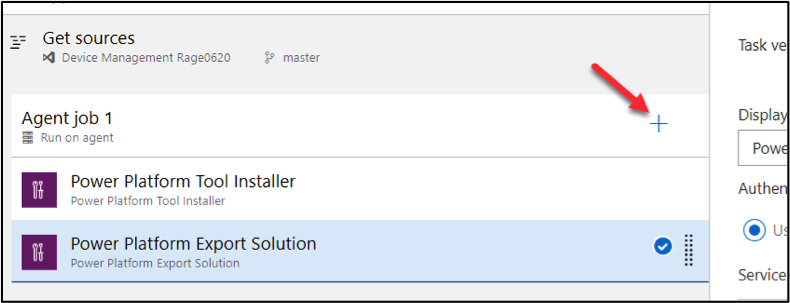 Get sources
Device Management Rage0620 master
Task ve
Agent job 1
Run on agent
Display
Powe
Power Platform Tool Installer
Power Platform Tool Installer
Authen
Us
Power Platform Export Solution
Power Platform Export Solution
Service